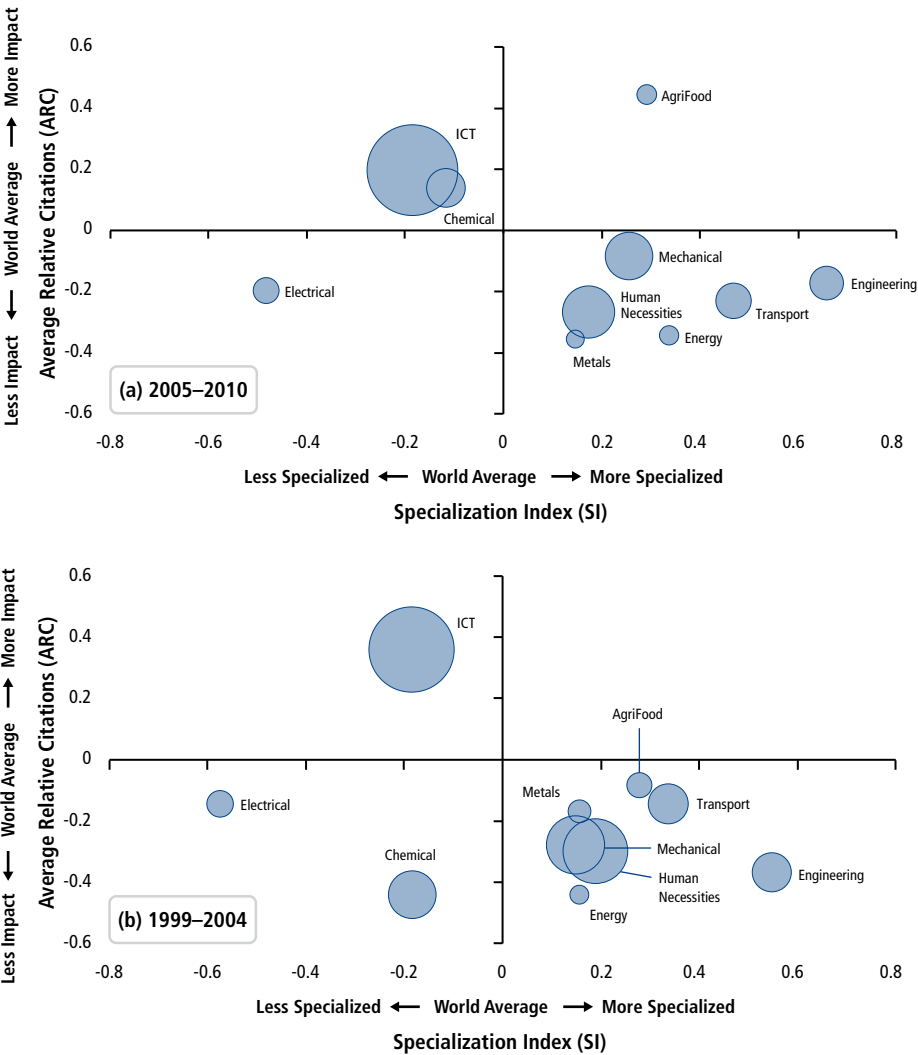 Less Impact ← World Average → More Impact
Average Relative Citations (ARC)
0.6
0.4
0.2
0
-0.2
-0.4
-0.6
AgriFood
ICT
Chemical
Mechanical
Electrical
Human
Necessities
Engineering
Transport
Energy
Metals
(a) 2005–2010
-0.8 -0.6 -0.4 -0.2 0 0.2 0.4 0.6 0.8
Less Specialized ← World Average → More Specialized
Specialization Index (SI)
Less Impact ← World Average → More Impact
Average Relative Citations (ARC)
0.6
0.4
0.2
0
-0.2
-0.4
-0.6
ICT
AgriFood
Metals
Electrical
Transport
Mechanical
Chemical
Human
Necessities
Engineering
Energy
(b) 1999–2004
-0.8 -0.6 -0.4 -0.2 0 0.2 0.4 0.6 0.8
Less Specialized ← World Average → More Specialized
Specialization Index (SI)